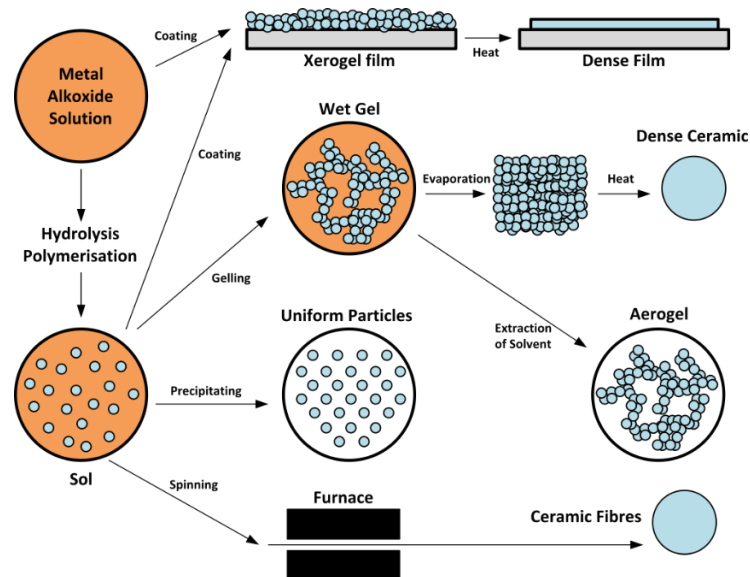 Coating
Xerogel film
Heat
Dense Film
Metal
Alkoxide
Solution
Wet Gel
Coating
Evaporation
Heat
Dense Ceramic
Hydrolysis
Polymerisation
Gelling
Uniform Particles
Extraction
of Solvent
Aerogel
Precipitating
Sol
Spinning
Furnace
Ceramic Fibres